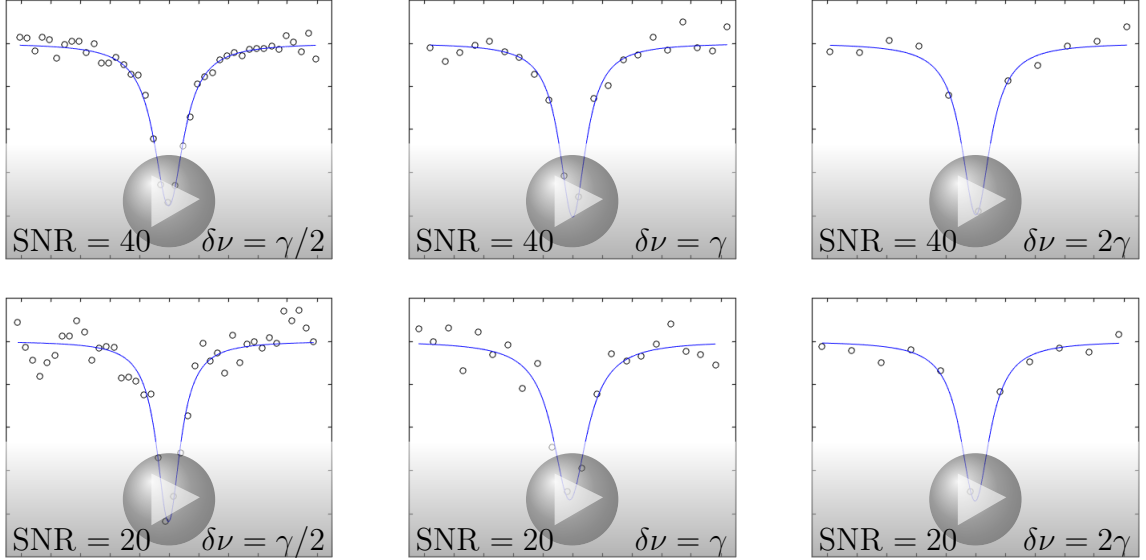 SNR = 40 δν = γ/2
SNR = 40 δν = γ
SNR = 40 δν = 2γ
SNR = 20 δν = γ/2
SNR = 20 δν = γ
SNR = 20 δν = 2γ